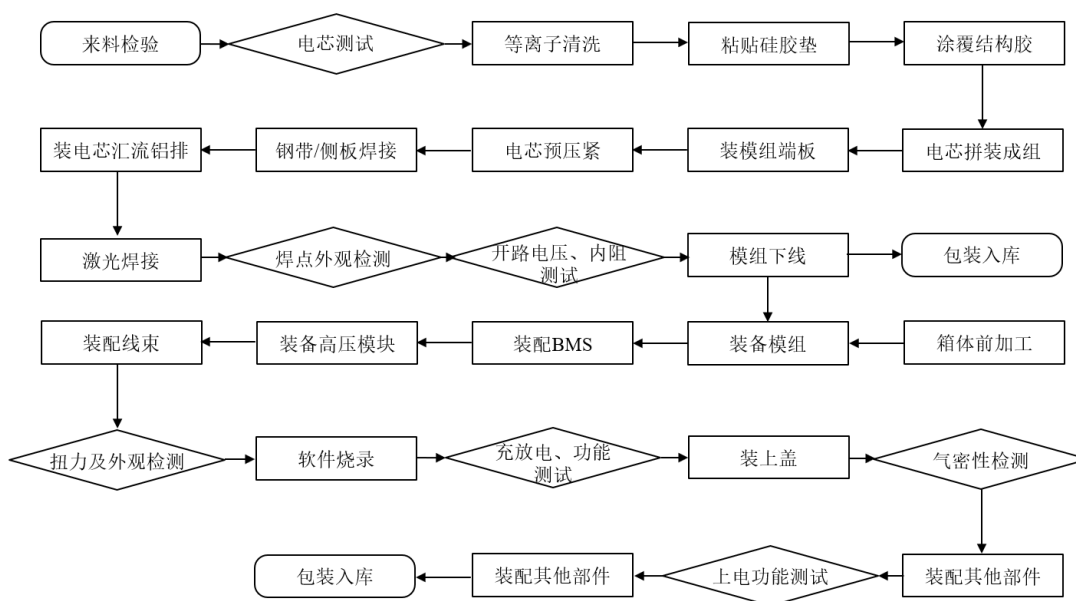 来料检验
电芯测试
等离子清洗
粘贴硅胶垫
涂覆结构胶
装电芯汇流铝排
钢带/侧板焊接
电芯预压紧
装模组端板
电芯拼装成组
激光焊接
焊点外观检测
开路电压、内阻
测试
模组下线
包装入库
装配线束
装备高压模块
装配BMS
装备模组
箱体前加工
扭力及外观检测
软件烧录
充放电、功能
测试
装上盖
气密性检测
包装入库
装配其他部件
上电功能测试
装配其他部件